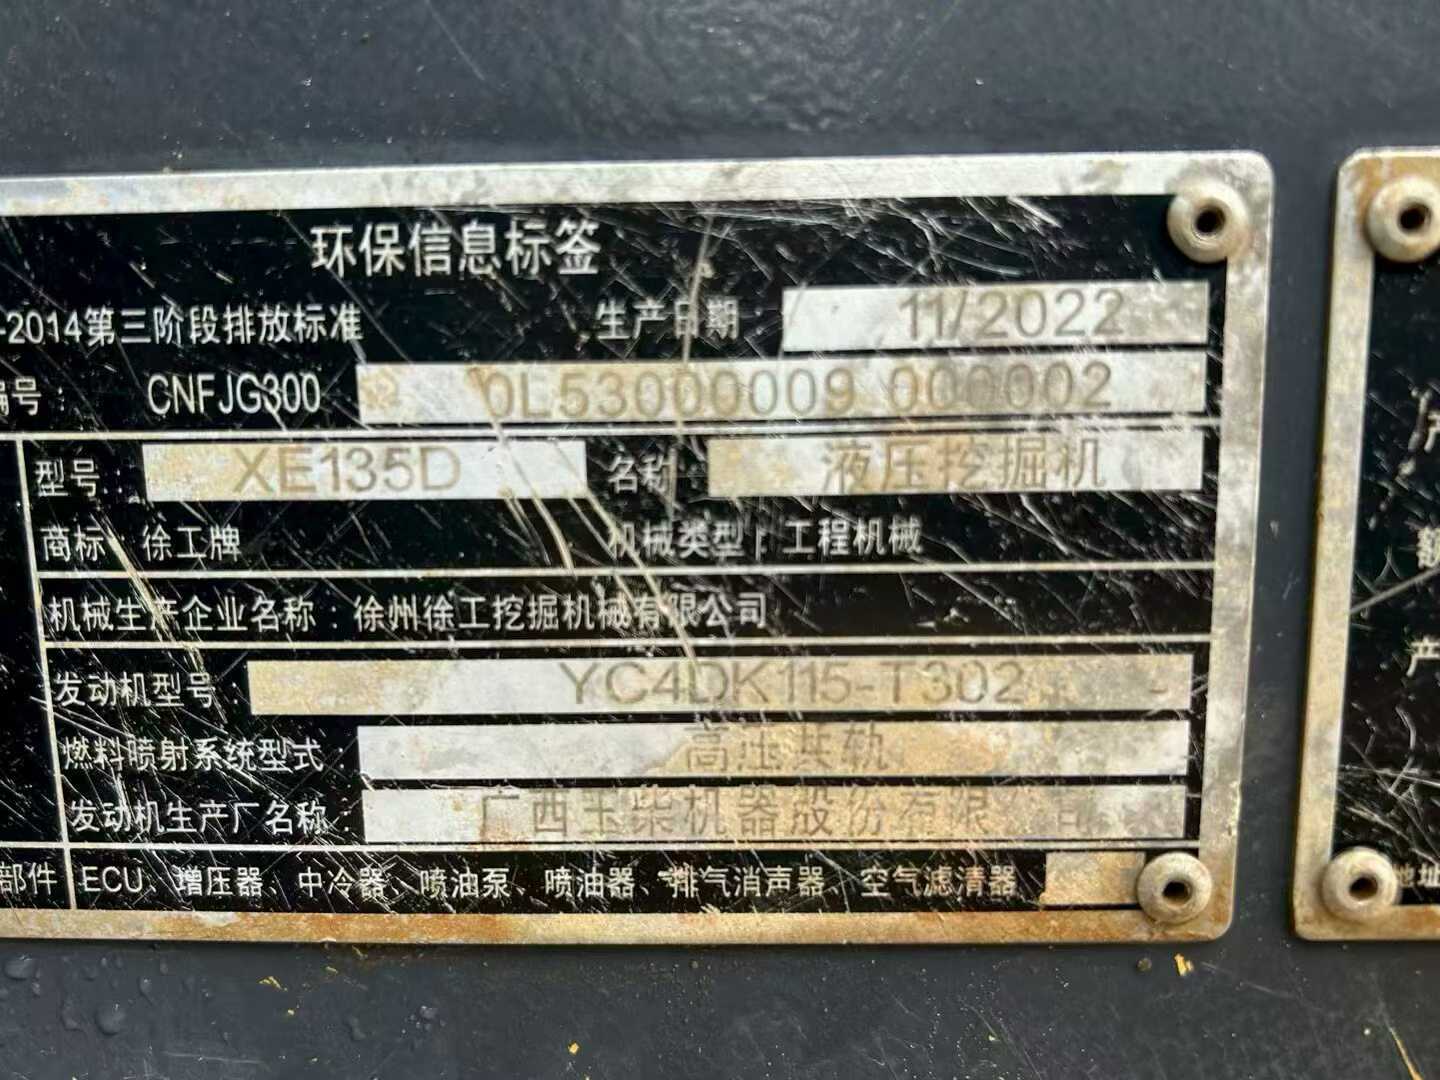 环保信息标签
-2014第三阶段排放标准 生产日期 11/2022
编号: CNFJG300 0L53000009 000002
型号 XE135D 名称 液压挖掘机
商标 徐工牌 机械类型:工程机械
机械生产企业名称:徐州徐工挖掘机械有限公司
发动机型号 YC4DK115-T302
燃料喷射系统型式: 高压共轨
发动机生产厂名称: 广西玉柴机器股份有限公司
部件 ECU、增压器、中冷器、喷油泵、喷油器、排气消声器、空气滤清器
产
额
产
地址